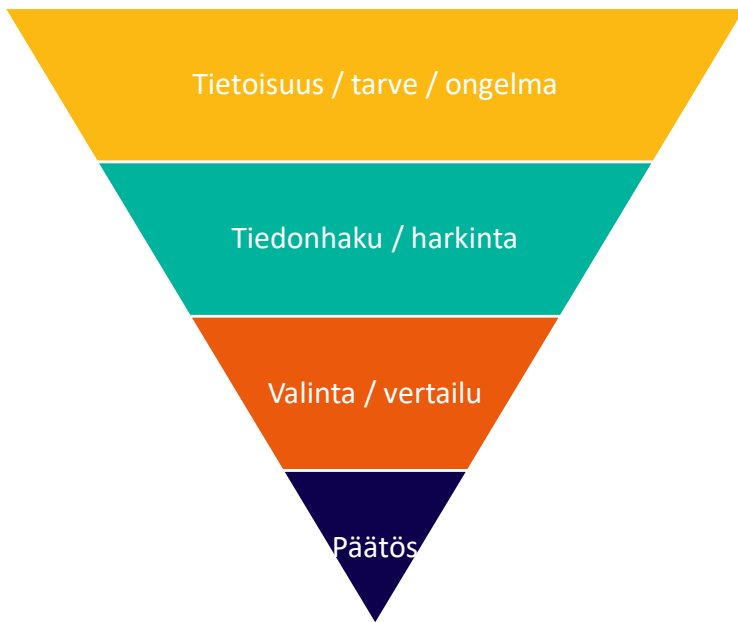 Tietoisuus / tarve / ongelma
Tiedonhaku / harkinta
Valinta / vertailu
Päätös